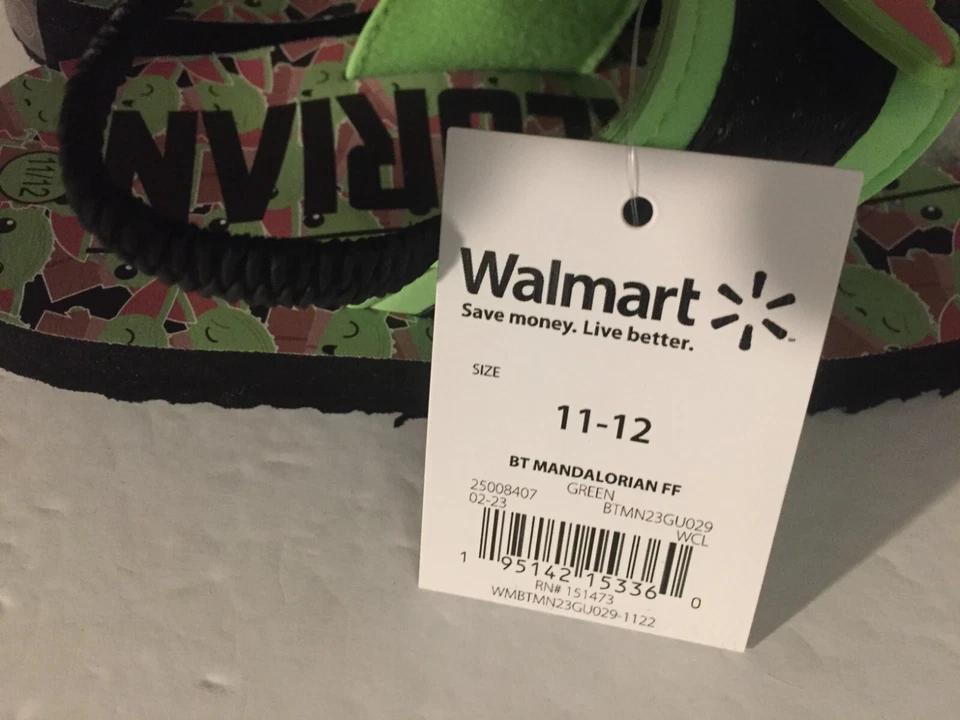 LORIAN
11/12
Walmart
Save money. Live better.
SIZE
11-12
BT MANDALORIAN FF
25008407 GREEN
02-23 BTMN23GU029
WCL
1 95142 15336 0
RN# 151473
WMBTMN23GU029-1122